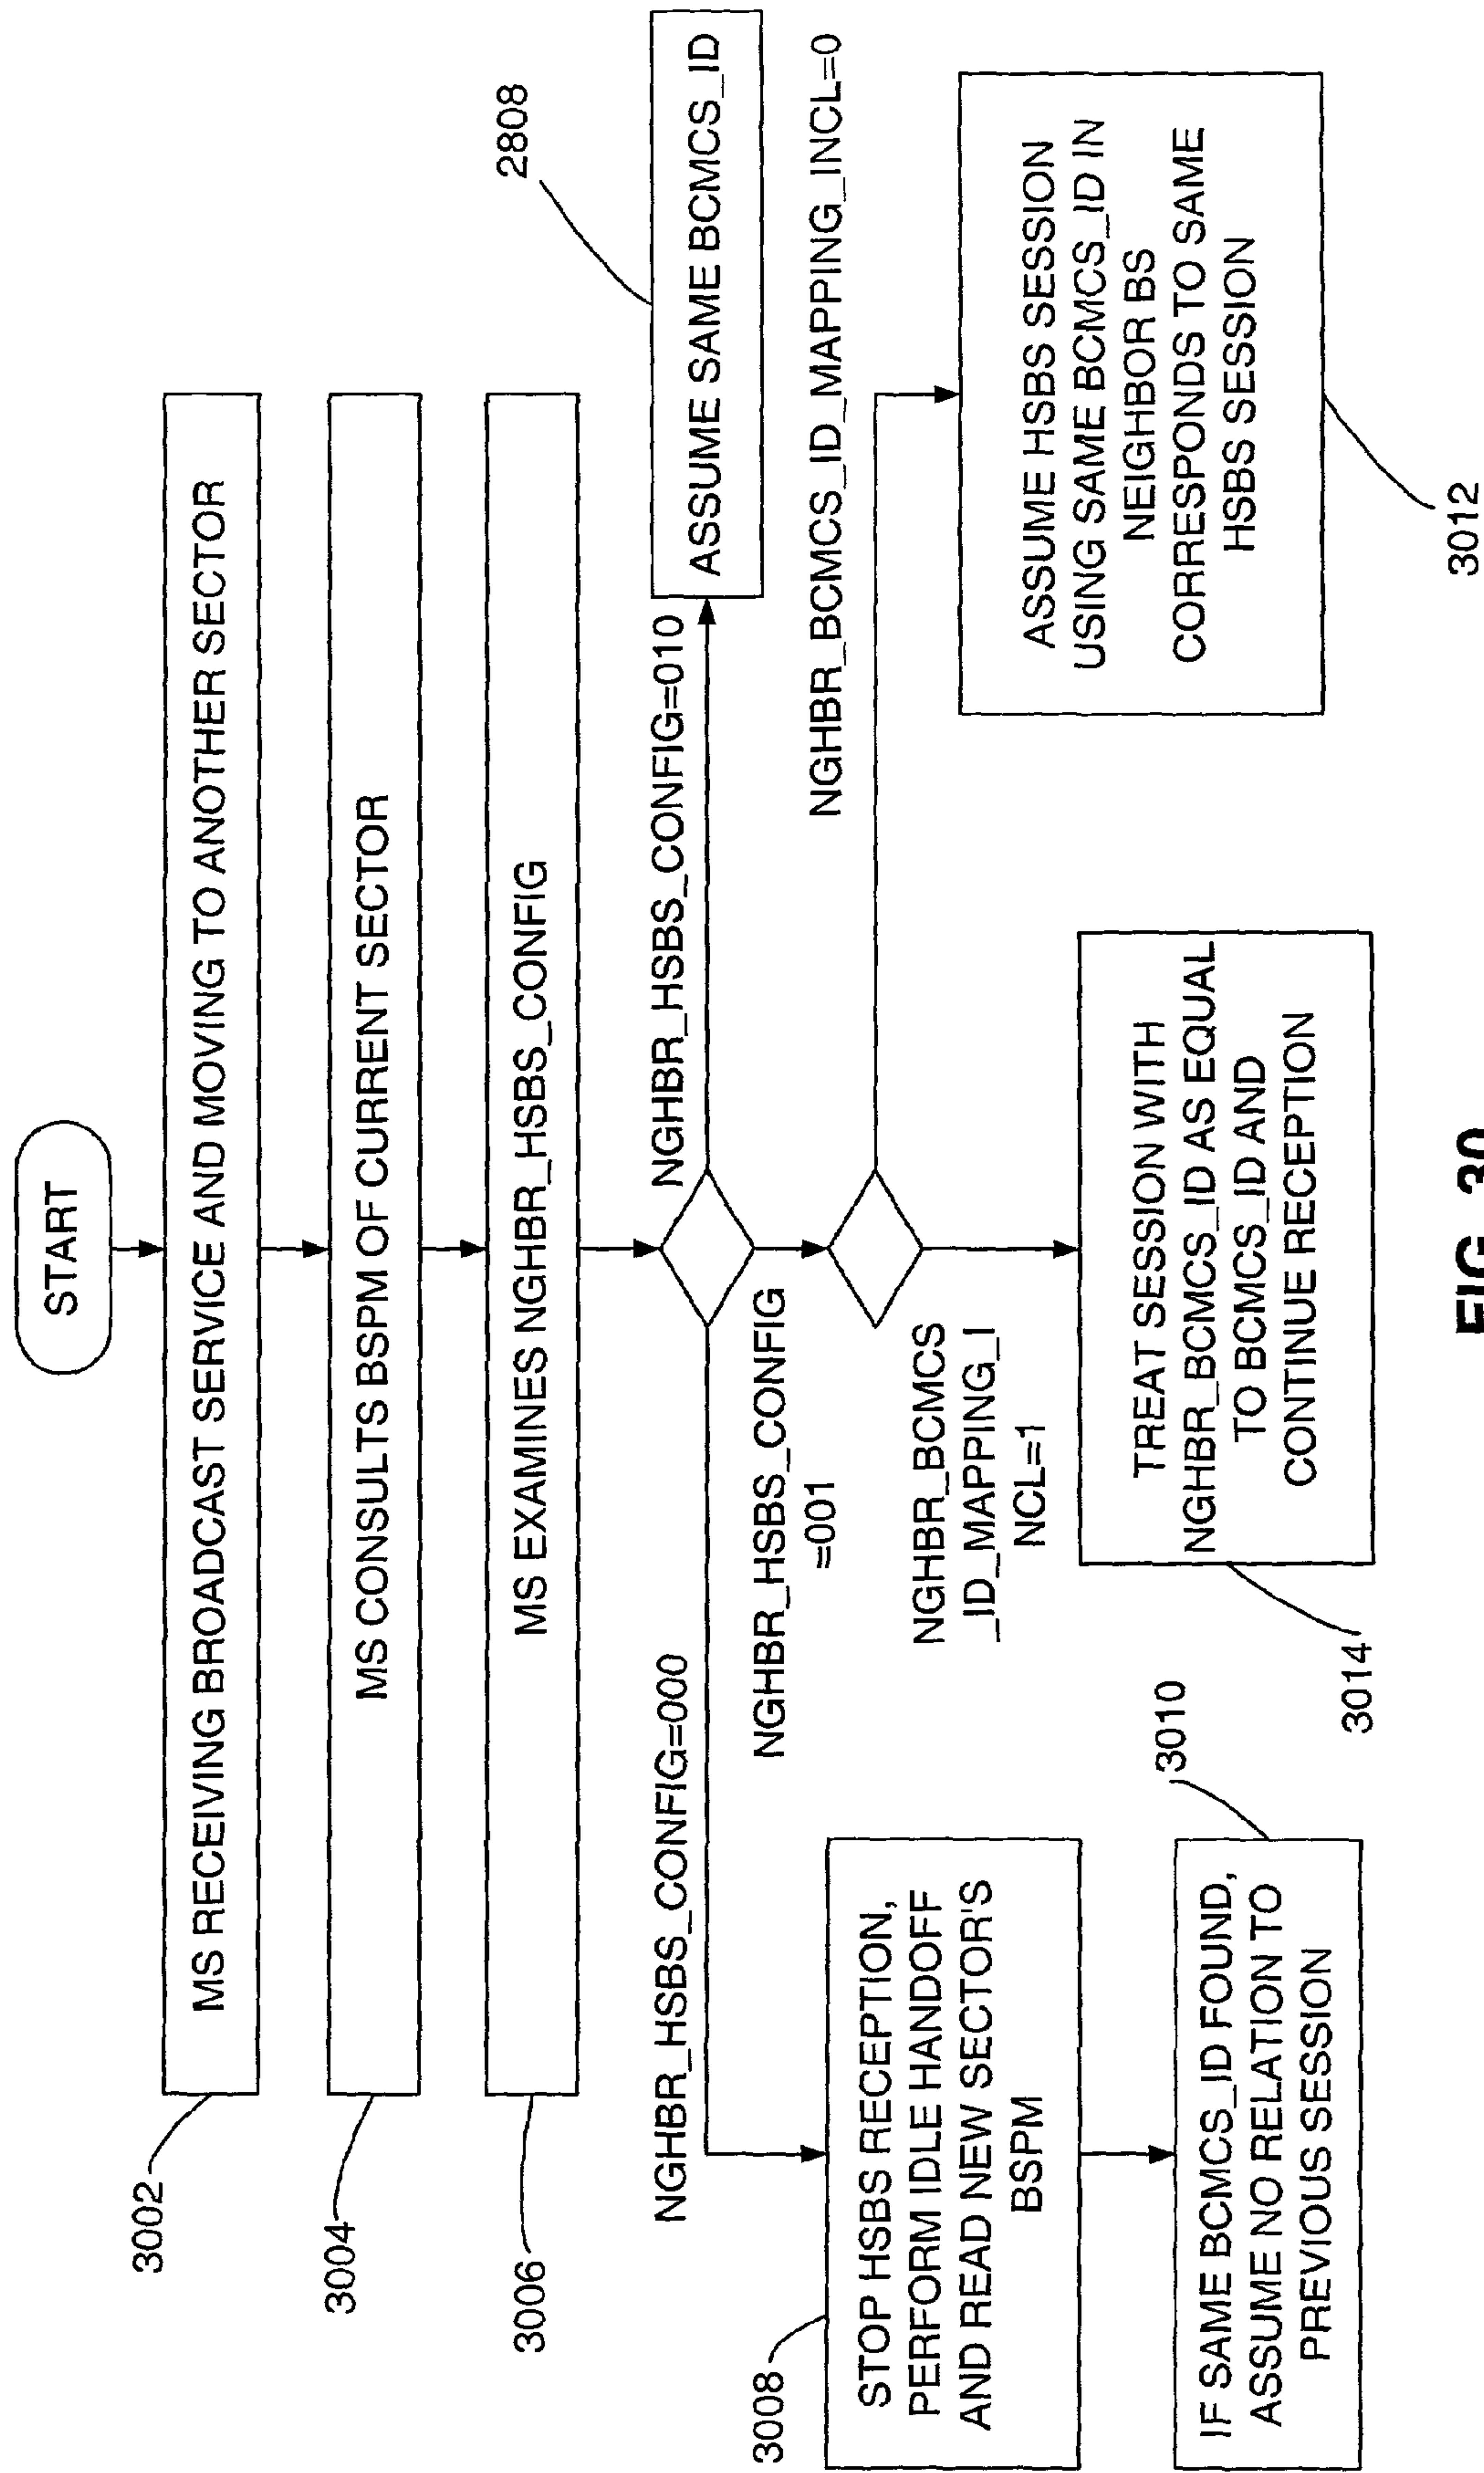 START
MS RECEIVING BROADCAST SERVICE AND MOVING TO ANOTHER SECTOR
3002
MS CONSULTS BSPM OF CURRENT SECTOR
3004
MS EXAMINES NGHBR_HSBS_CONFIG
3006
NGHBR_HSBS_CONFIG=000
NGHBR_HSBS_CONFIG=010
ASSUME SAME BCMCS_ID
2808
NGHBR_HSBS_CONFIG
=001
NGHBR_BCMCS_ID_MAPPING_INCL=0
STOP HSBS RECEPTION,
PERFORM IDLE HANDOFF
AND READ NEW SECTOR'S
BSPM
3008
NGHBR_BCMCS
_ID_MAPPING_I
NCL=1
ASSUME HSBS SESSION
USING SAME BCMCS_ID IN
NEIGHBOR BS
CORRESPONDS TO SAME
HSBS SESSION
3012
IF SAME BCMCS_ID FOUND,
ASSUME NO RELATION TO
PREVIOUS SESSION
3010
TREAT SESSION WITH
NGHBR_BCMCS_ID AS EQUAL
TO BCMCS_ID AND
CONTINUE RECEPTION
3014
FIG. 30